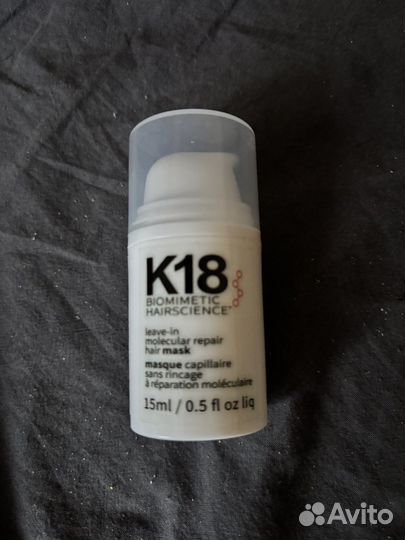 K18
BIOMIMETIC
HAIRSCIENCE™
leave-in
molecular repair
hair mask
masque capillaire
sans rinçage
à réparation moléculaire
15ml / 0.5 fl oz liq
Avito